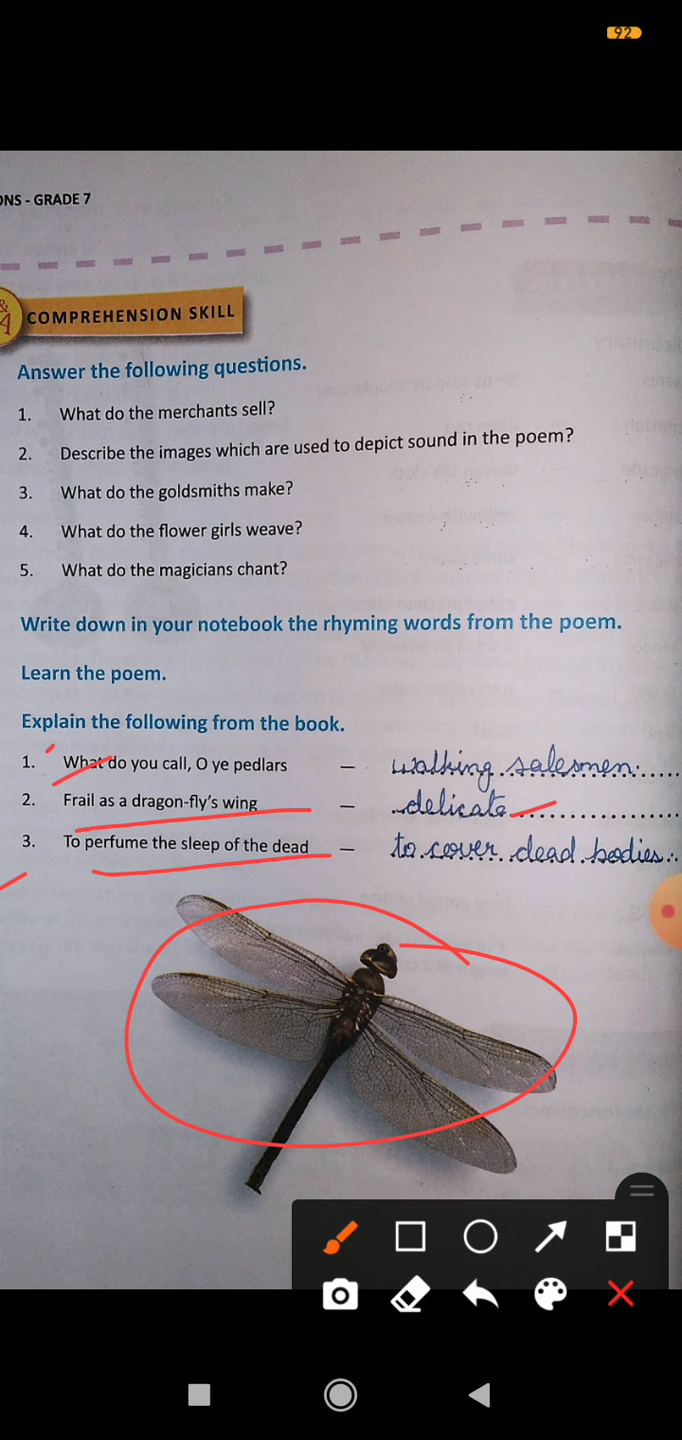 92
ONS - GRADE 7
&
A
COMPREHENSION SKILL
Answer the following questions.
1. What do the merchants sell?
2. Describe the images which are used to depict sound in the poem?
3. What do the goldsmiths make?
4. What do the flower girls weave?
5. What do the magicians chant?
Write down in your notebook the rhyming words from the poem.
Learn the poem.
Explain the following from the book.
1. What do you call, O ye pedlars – walking salesmen.
2. Frail as a dragon-fly's wing – delicate
3. To perfume the sleep of the dead – to cover dead bodies.